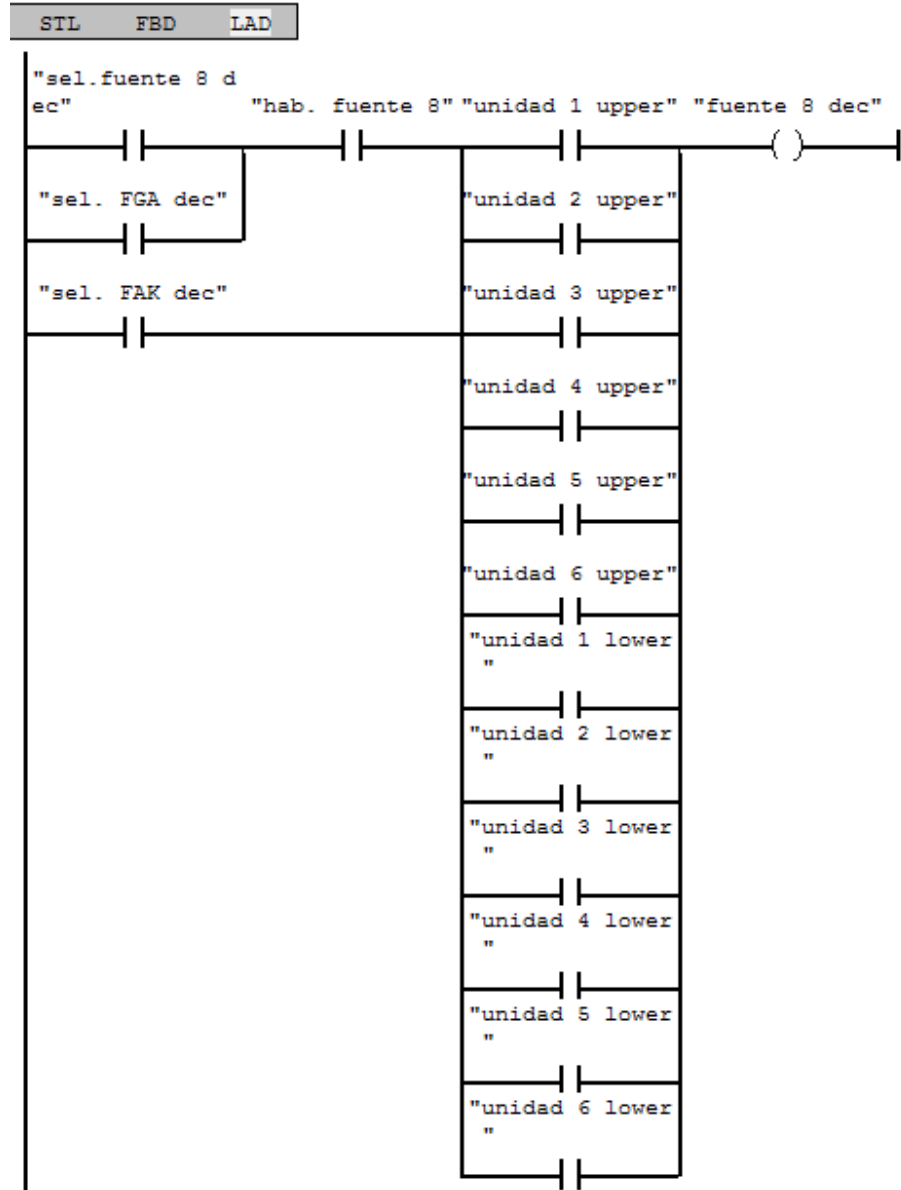 STL FBD LAD
"sel.fuente 8 d
ec" "hab. fuente 8" "unidad 1 upper" "fuente 8 dec"
"sel. FGA dec" "unidad 2 upper"
"sel. FAK dec" "unidad 3 upper"
"unidad 4 upper"
"unidad 5 upper"
"unidad 6 upper"
"unidad 1 lower
"
"unidad 2 lower
"
"unidad 3 lower
"
"unidad 4 lower
"
"unidad 5 lower
"
"unidad 6 lower
"